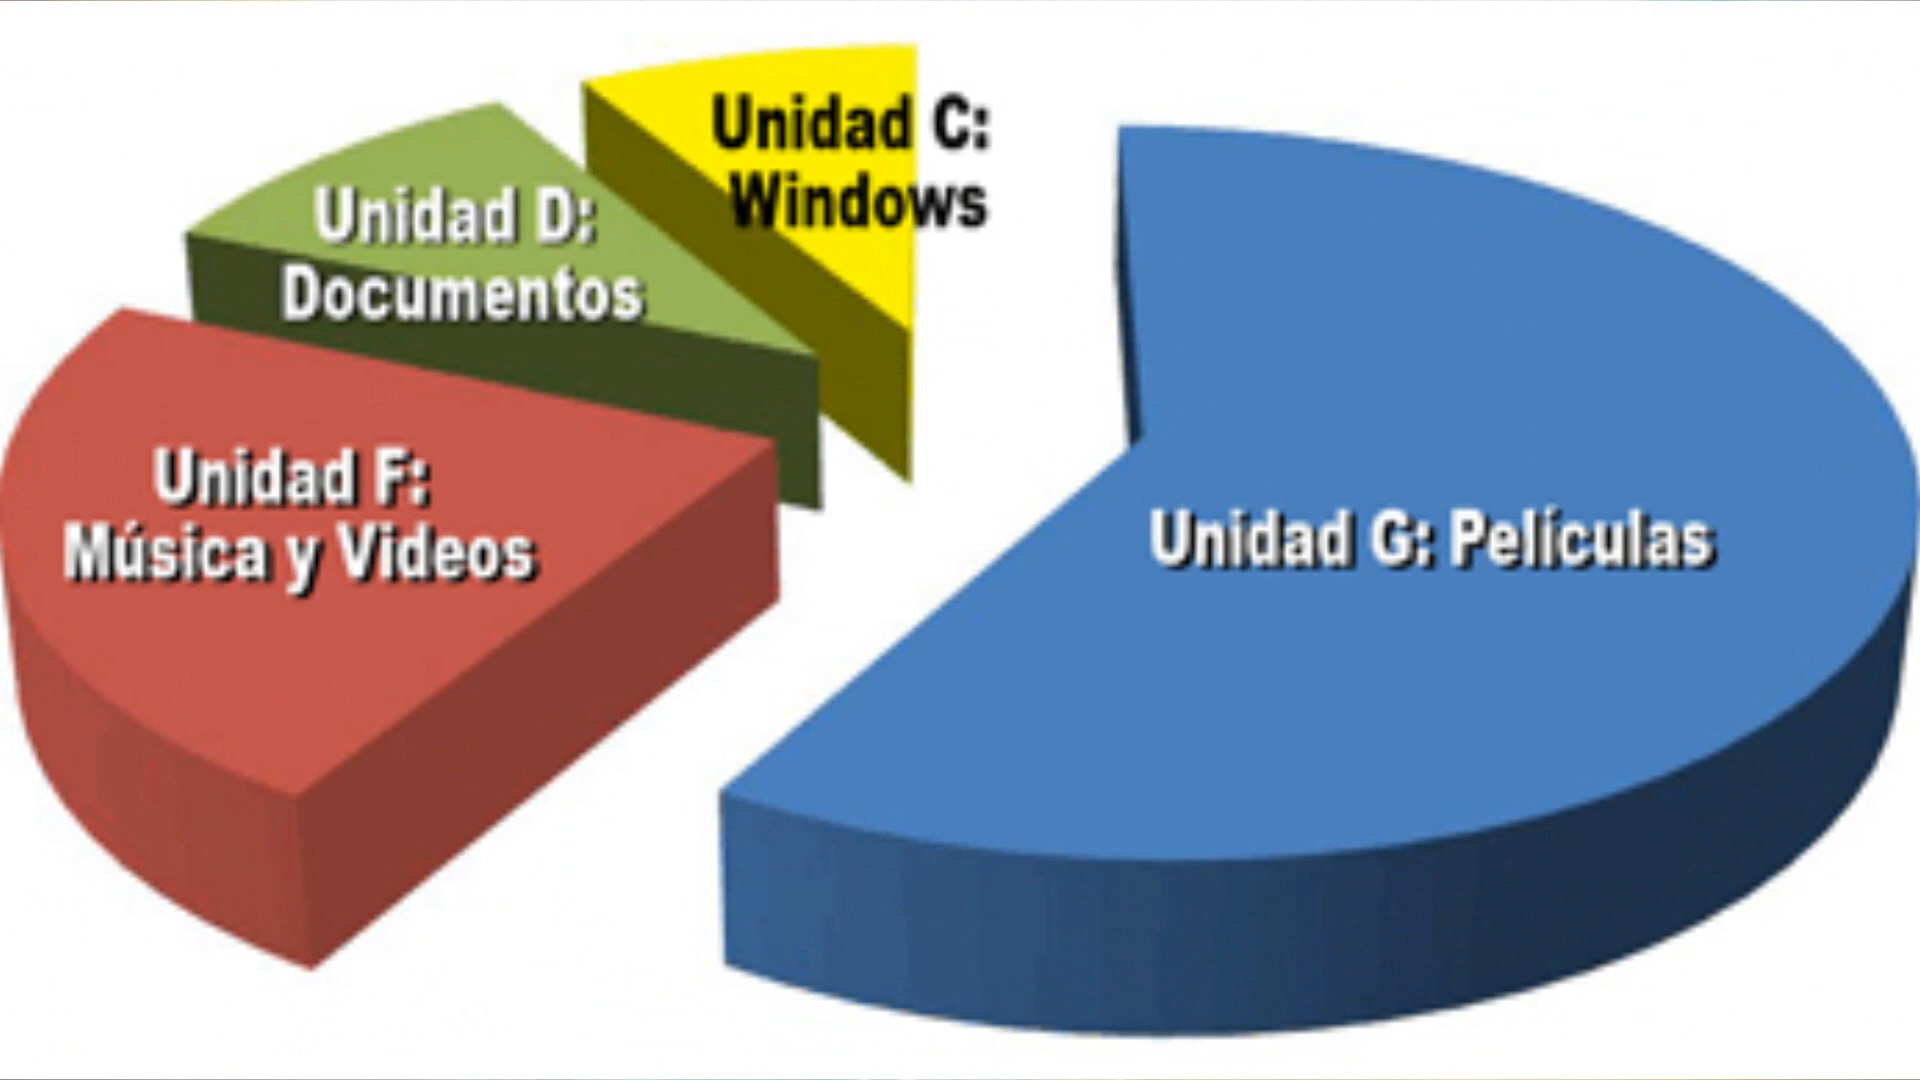 Unidad C:
Windows
Unidad D:
Documentos
Unidad F:
Música y Videos
Unidad G: Películas